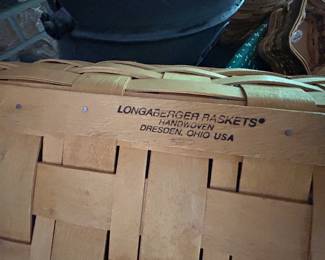 LONGABERGER BASKETS®
HANDWOVEN
DRESDEN, OHIO USA